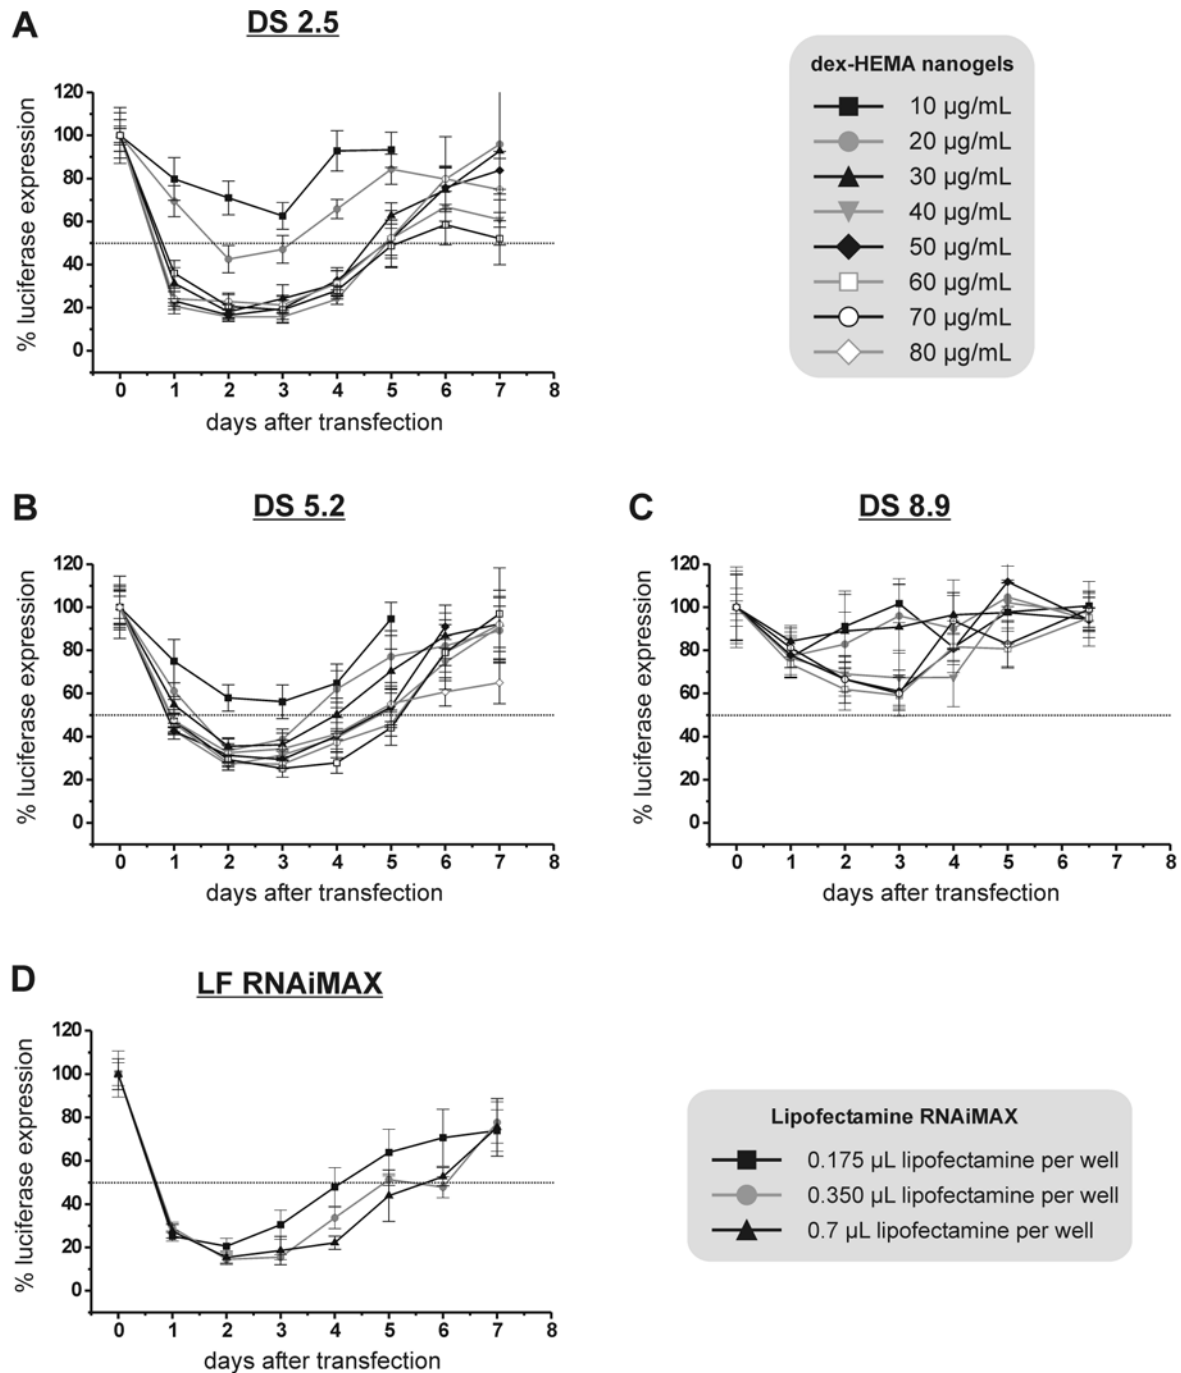 A
DS 2.5
% luciferase expression
120
100
80
60
40
20
0
0 1 2 3 4 5 6 7 8
days after transfection
dex-HEMA nanogels
10 µg/mL
20 µg/mL
30 µg/mL
40 µg/mL
50 µg/mL
60 µg/mL
70 µg/mL
80 µg/mL
B
DS 5.2
% luciferase expression
120
100
80
60
40
20
0
0 1 2 3 4 5 6 7 8
days after transfection
C
DS 8.9
% luciferase expression
120
100
80
60
40
20
0
0 1 2 3 4 5 6 7 8
days after transfection
D
LF RNAiMAX
% luciferase expression
120
100
80
60
40
20
0
0 1 2 3 4 5 6 7 8
days after transfection
Lipofectamine RNAiMAX
0.175 µL lipofectamine per well
0.350 µL lipofectamine per well
0.7 µL lipofectamine per well